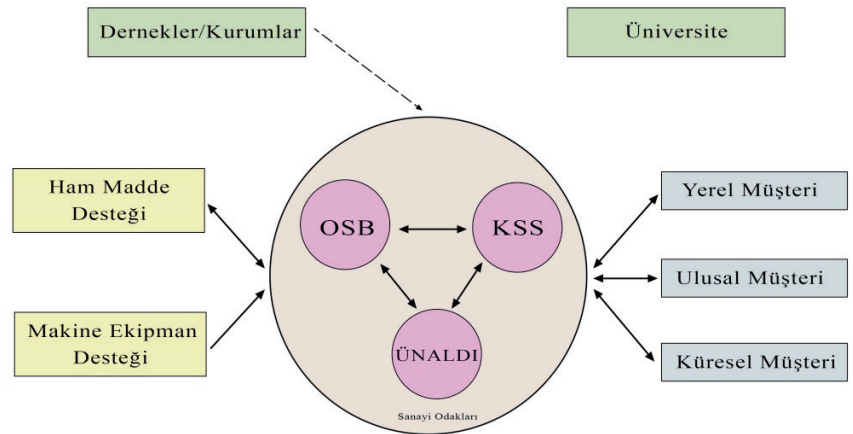 Dernekler/Kurumlar
Üniversite
Ham Madde
Desteği
Makine Ekipman
Desteği
OSB
KSS
ÜNALDI
Sanayi Odakları
Yerel Müşteri
Ulusal Müşteri
Küresel Müşteri